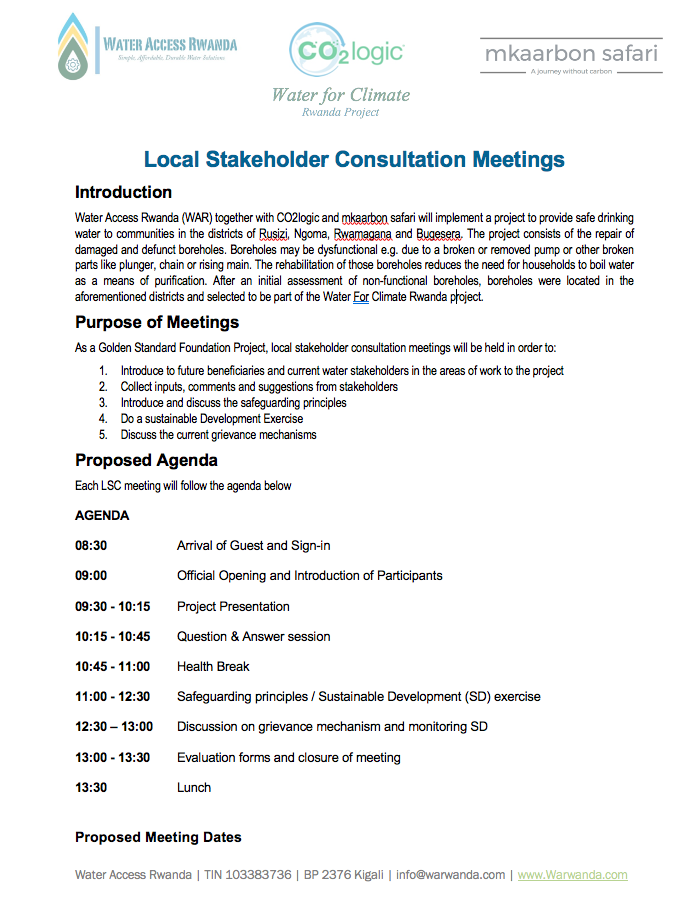 WATER ACCESS RWANDA
Simple, Affordable, Durable Water Solutions
CO2logic
mkaarbon safari
A journey without carbon
Water for Climate
Rwanda Project
Local Stakeholder Consultation Meetings
Introduction
Water Access Rwanda (WAR) together with CO2logic and mkaarbon safari will implement a project to provide safe drinking
water to communities in the districts of Rusizi, Ngoma, Rwamagana and Bugesera. The project consists of the repair of
damaged and defunct boreholes. Boreholes may be dysfunctional e.g. due to a broken or removed pump or other broken
parts like plunger, chain or rising main. The rehabilitation of those boreholes reduces the need for households to boil water
as a means of purification. After an initial assessment of non-functional boreholes, boreholes were located in the
aforementioned districts and selected to be part of the Water For Climate Rwanda project.
Purpose of Meetings
As a Golden Standard Foundation Project, local stakeholder consultation meetings will be held in order to:
1. Introduce to future beneficiaries and current water stakeholders in the areas of work to the project
2. Collect inputs, comments and suggestions from stakeholders
3. Introduce and discuss the safeguarding principles
4. Do a sustainable Development Exercise
5. Discuss the current grievance mechanisms
Proposed Agenda
Each LSC meeting will follow the agenda below
AGENDA
08:30 Arrival of Guest and Sign-in
09:00 Official Opening and Introduction of Participants
09:30 - 10:15 Project Presentation
10:15 - 10:45 Question & Answer session
10:45 - 11:00 Health Break
11:00 - 12:30 Safeguarding principles / Sustainable Development (SD) exercise
12:30 – 13:00 Discussion on grievance mechanism and monitoring SD
13:00 - 13:30 Evaluation forms and closure of meeting
13:30 Lunch
Proposed Meeting Dates
Water Access Rwanda | TIN 103383736 | BP 2376 Kigali | info@warwanda.com | www.Warwanda.com